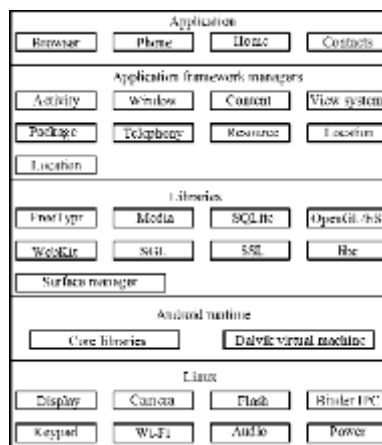 Application
Browser Phone Home Contacts
Application framework managers
Activity Window Content View system
Package Telephony Resource Location
Location
Libraries
FreeType Media SQLite OpenGL/ES
WebKit SGL SSL libc
Surface manager
Android runtime
Core libraries Dalvik virtual machine
Linux
Display Camera Flash Binder IPC
Keypad Wi-Fi Audio Power